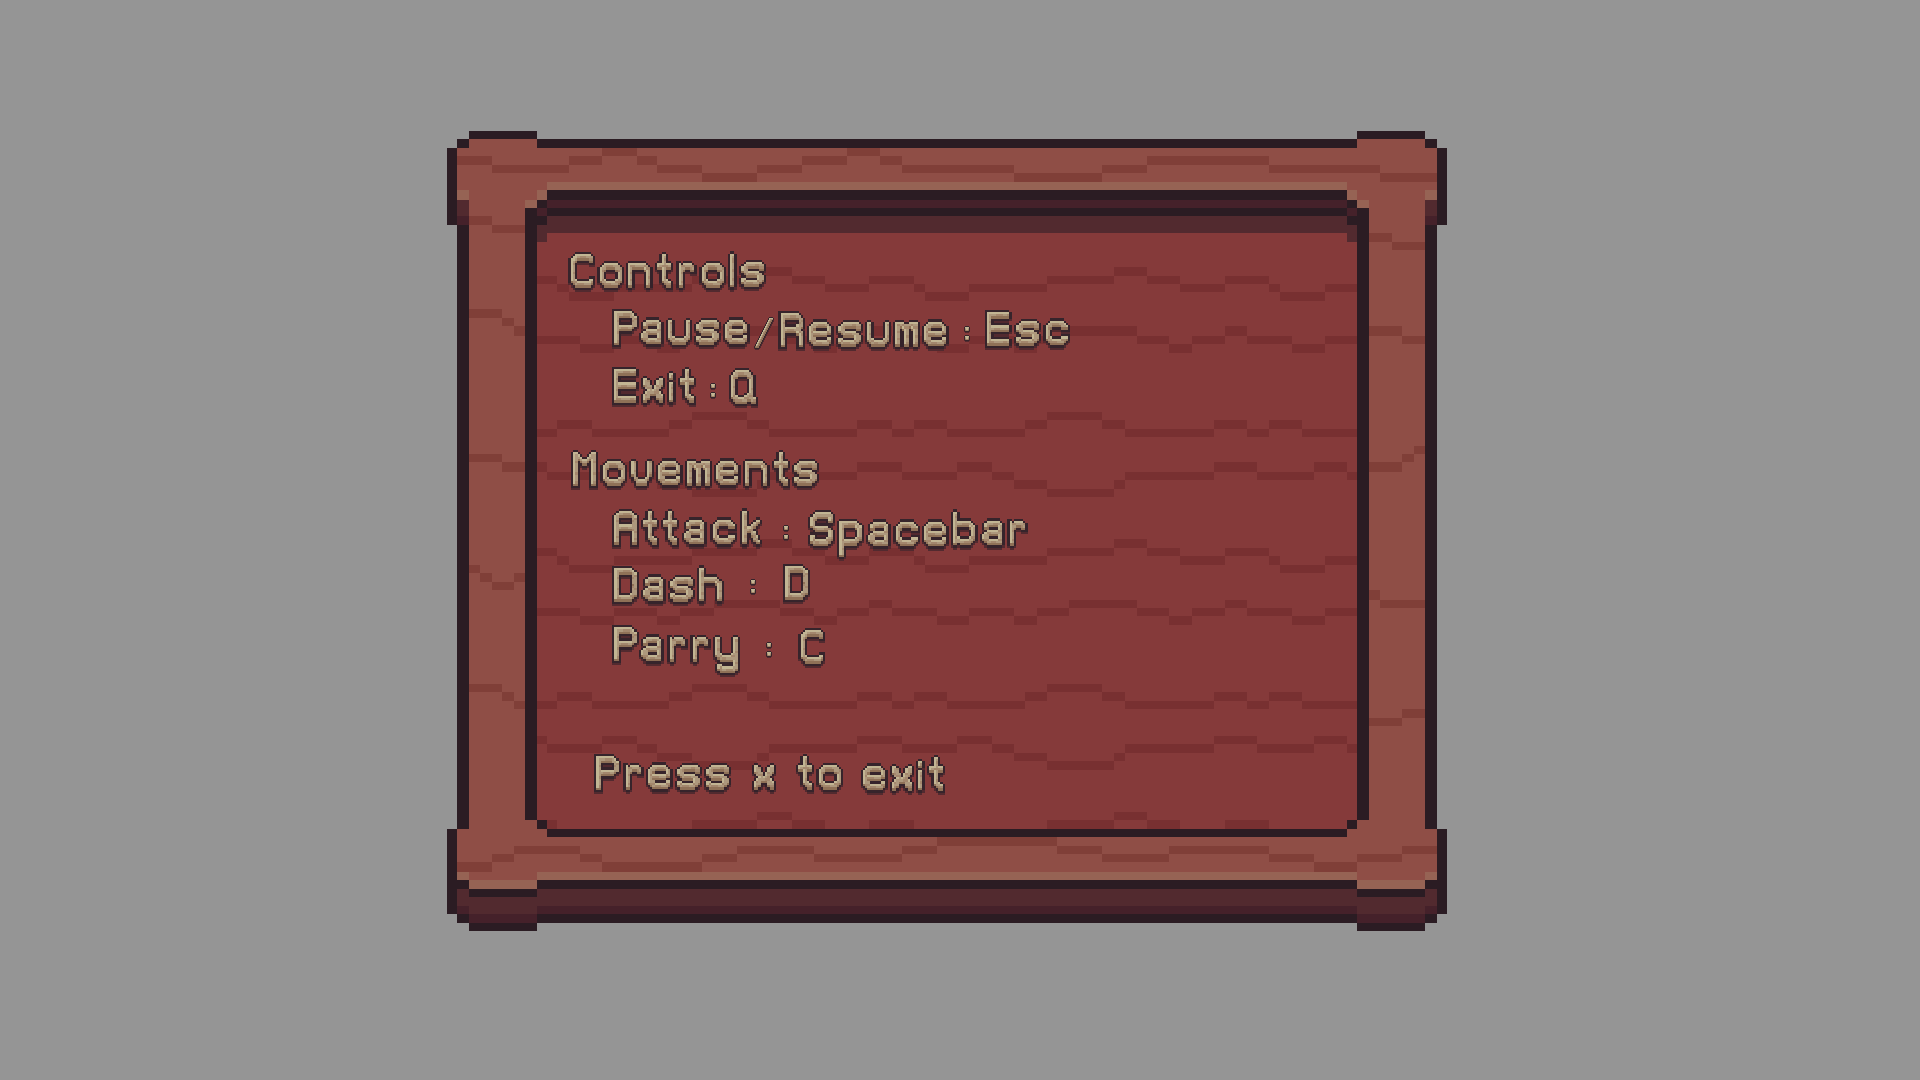 Controls
Pause/Resume : Esc
Exit : Q
Movements
Attack : Spacebar
Dash : D
Parry : C
Press x to exit